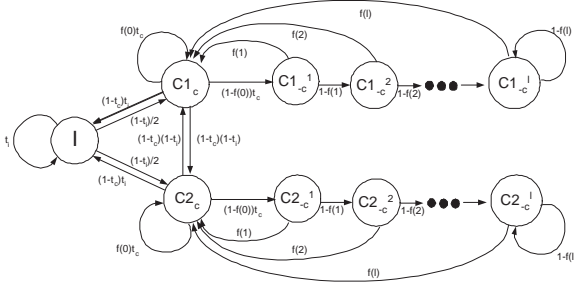 f(l)
f(2)
f(0)t_c
f(1)
1-f(l)
C1_c
(1-f(0))t_c
C1_-c^1
1-f(1)
C1_-c^2
1-f(2)
C1_-c^l
(1-t_c)t_i
(1-t_i)/2
t_i
I
(1-t_c)(1-t_i)
(1-t_c)(1-t_i)
(1-t_i)/2
(1-t_c)t_i
C2_c
(1-f(0))t_c
C2_-c^1
1-f(1)
C2_-c^2
1-f(2)
C2_-c^l
f(1)
f(0)t_c
f(2)
1-f(l
f(l)